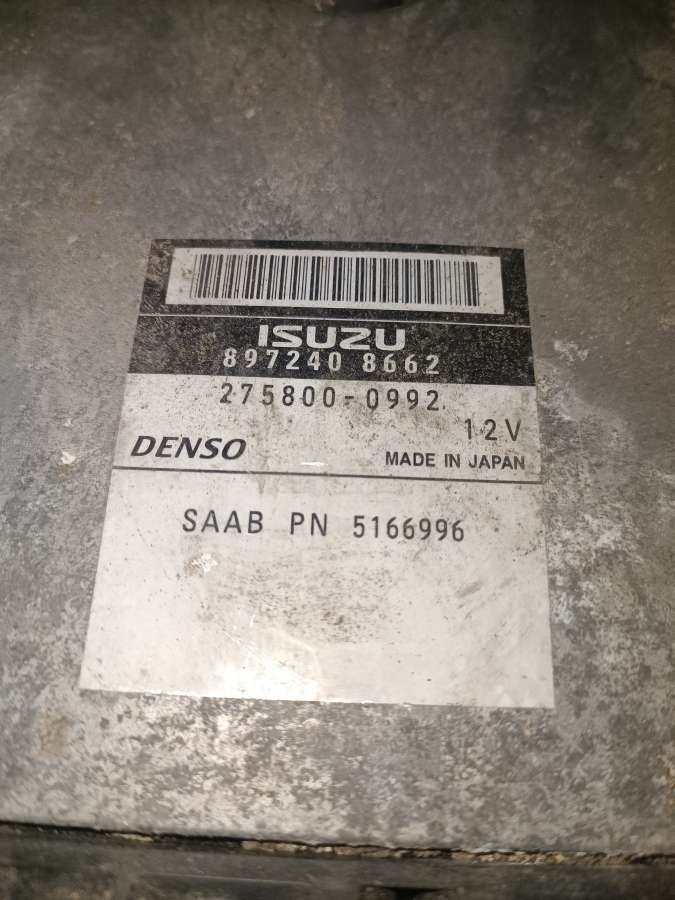 ISUZU
897240 8662
275800-0992
12V
DENSO
MADE IN JAPAN
SAAB PN 5166996